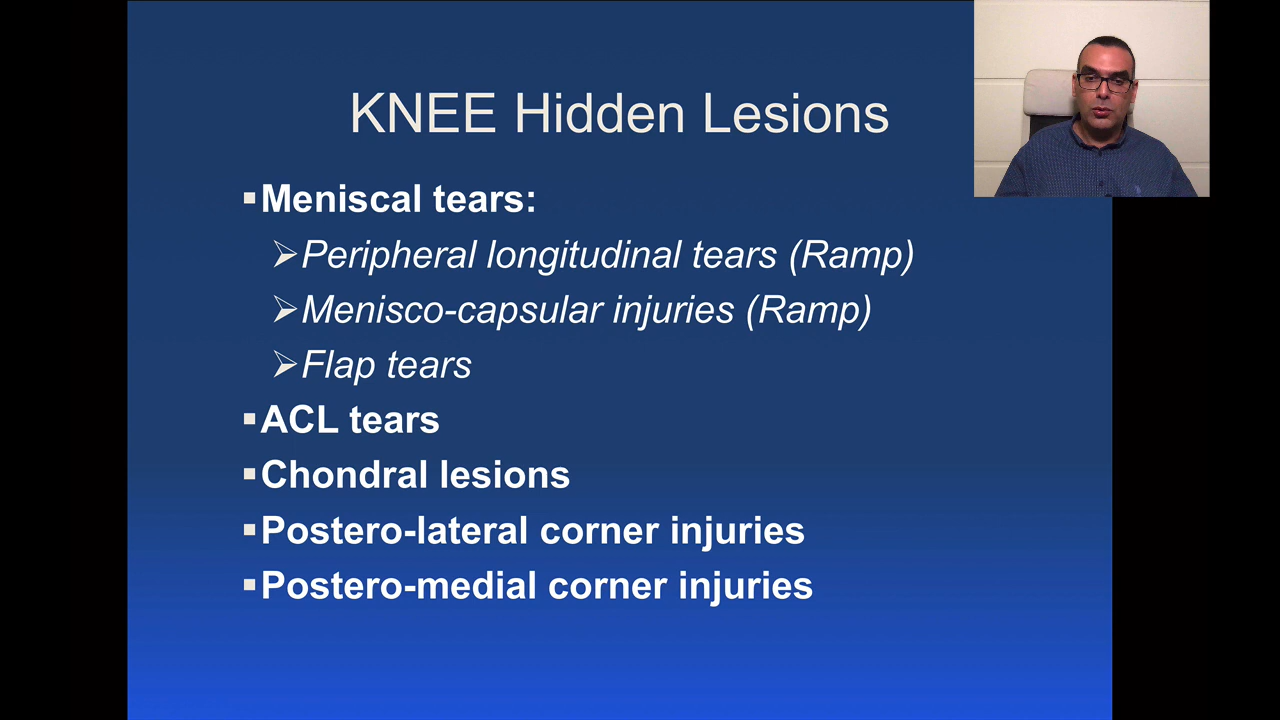 KNEE Hidden Lesions
▪Meniscal tears:
➢Peripheral longitudinal tears (Ramp)
➢Menisco-capsular injuries (Ramp)
➢Flap tears
▪ACL tears
▪Chondral lesions
▪Postero-lateral corner injuries
▪Postero-medial corner injuries